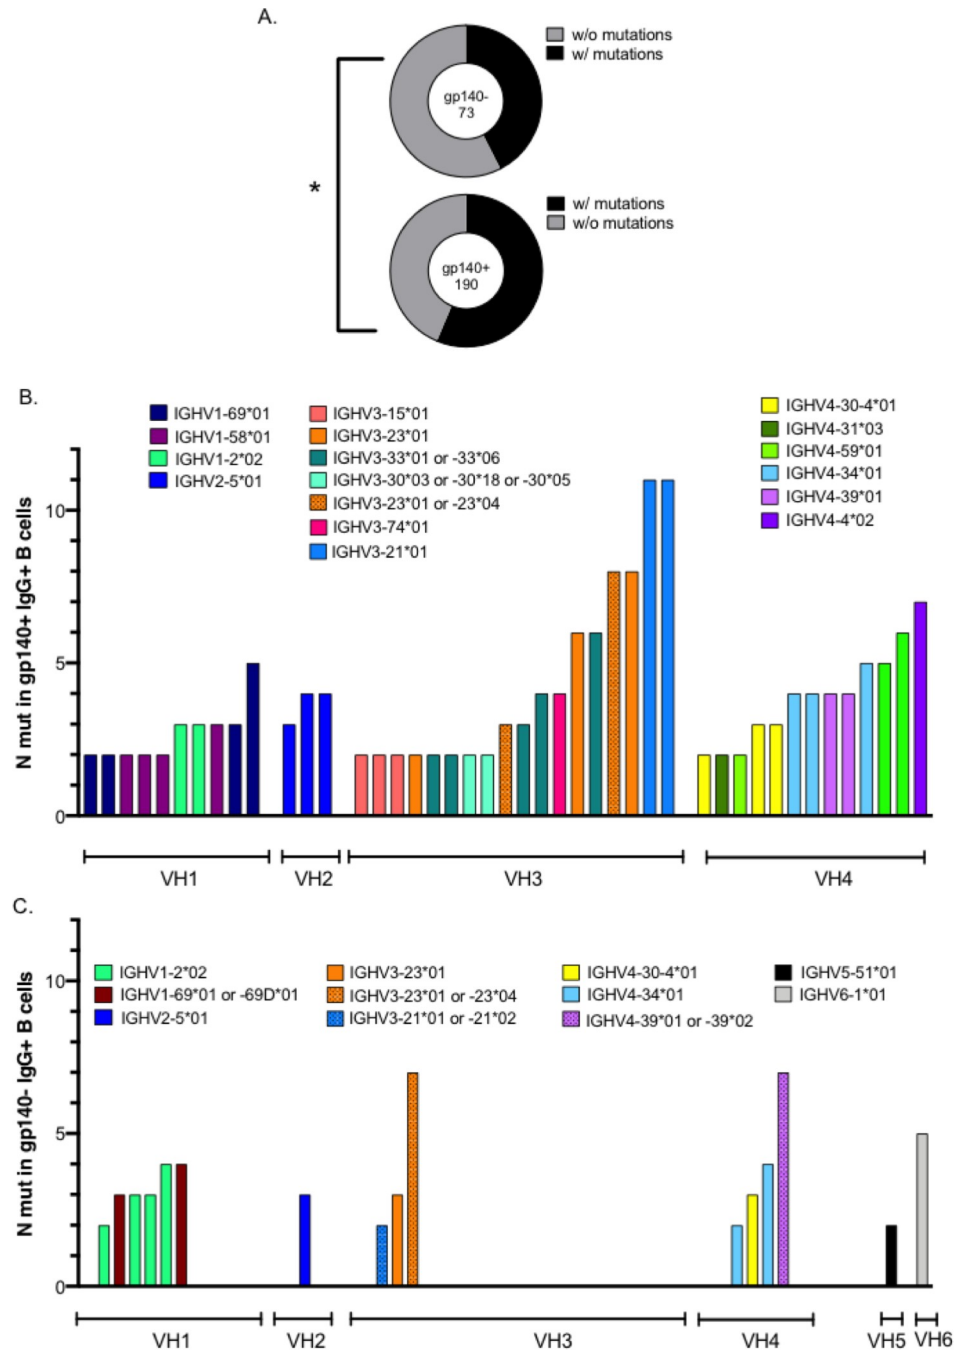 A.
gp140-
73
w/o mutations
w/ mutations
*
gp140+
190
w/ mutations
w/o mutations
B.
N mut in gp140+ IgG+ B cells
10
5
0
IGHV1-69*01
IGHV1-58*01
IGHV1-2*02
IGHV2-5*01
IGHV3-15*01
IGHV3-23*01
IGHV3-33*01 or -33*06
IGHV3-30*03 or -30*18 or -30*05
IGHV3-23*01 or -23*04
IGHV3-74*01
IGHV3-21*01
IGHV4-30-4*01
IGHV4-31*03
IGHV4-59*01
IGHV4-34*01
IGHV4-39*01
IGHV4-4*02
VH1
VH2
VH3
VH4
C.
N mut in gp140- IgG+ B cells
10
5
0
IGHV1-2*02
IGHV1-69*01 or -69D*01
IGHV2-5*01
IGHV3-23*01
IGHV3-23*01 or -23*04
IGHV3-21*01 or -21*02
IGHV4-30-4*01
IGHV4-34*01
IGHV4-39*01 or -39*02
IGHV5-51*01
IGHV6-1*01
VH1
VH2
VH3
VH4
VH5
VH6